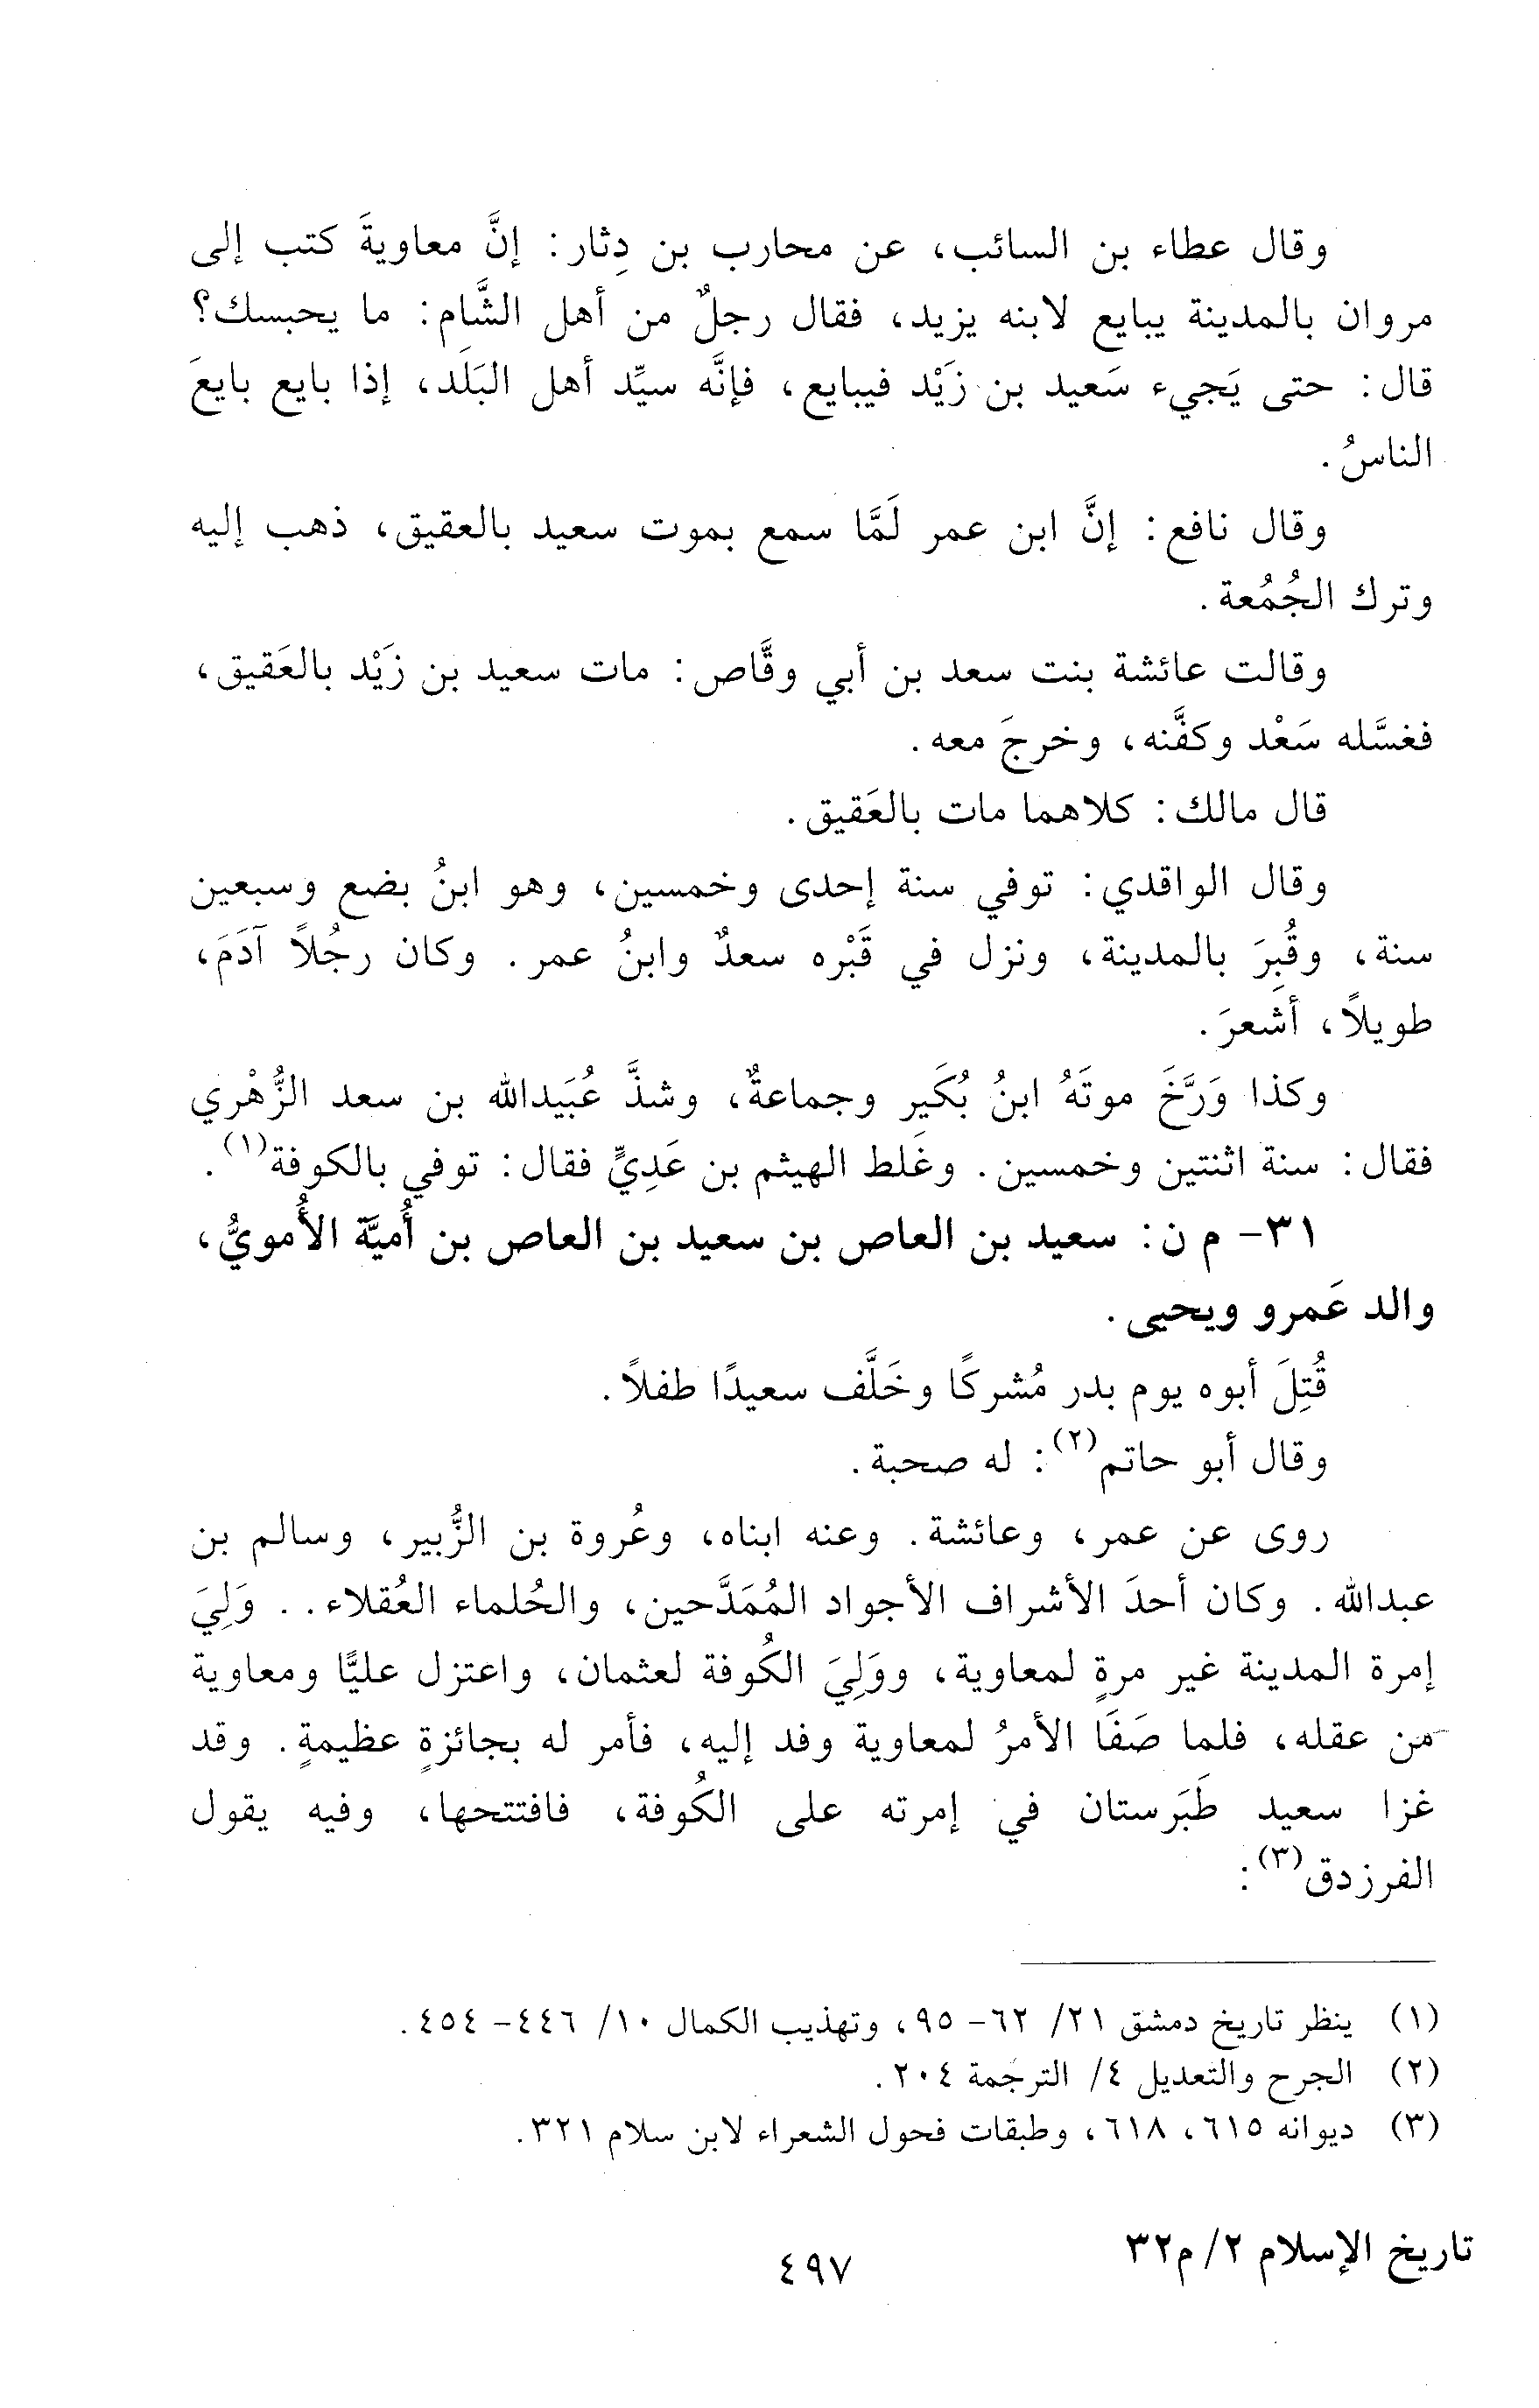 وقال عطاء بن السائب، عن محارب بن دِثار: إنَّ معاويةَ كتب إلى
مروان بالمدينة يبايع لابنه يزيد، فقال رجلٌ من أهل الشَّام: ما يحبسك؟
قال: حتى يَجيء سَعيد بن زَيْد فيبايع، فإنَّه سيِّد أهل البَلَد، إذا بايع بايعَ
الناسُ.
وقال نافع: إنَّ ابن عمر لَمَّا سمع بموت سعيد بالعقيق، ذهب إليه
وترك الجُمُعة.
وقالت عائشة بنت سعد بن أبي وقَّاص: مات سعيد بن زَيْد بالعَقيق،
فغسَّله سَعْد وكفَّنه، وخرجَ معه.
قال مالك: كلاهما مات بالعَقيق.
وقال الواقدي: توفي سنة إحدى وخمسين، وهو ابنُ بضع وسبعين
سنة، وقُبِرَ بالمدينة، ونزل في قَبْره سعدٌ وابنُ عمر. وكان رجُلاً آدَمَ،
طويلاً، أشعرَ.
وكذا وَرَّخَ موتَهُ ابنُ بُكَير وجماعةٌ، وشذَّ عُبَيدالله بن سعد الزُّهْري
فقال: سنة اثنتين وخمسين. وغَلط الهيثم بن عَدِيٍّ فقال: توفي بالكوفة(١).
٣١- م ن: سعيد بن العاص بن سعيد بن العاص بن أُميَّة الأُمويُّ،
والد عَمرو ويحيى.
قُتِلَ أبوه يوم بدر مُشركًا وخَلَّف سعيدًا طفلاً.
وقال أبو حاتم(٢): له صحبة.
روى عن عمر، وعائشة. وعنه ابناه، وعُروة بن الزُّبير، وسالم بن
عبدالله. وكان أحدَ الأشراف الأجواد المُمَدَّحين، والحُلماء العُقلاء.. وَلِيَ
إمرة المدينة غير مرةٍ لمعاوية، ووَلِيَ الكُوفة لعثمان، واعتزل عليًّا ومعاوية
من عقله، فلما صَفَا الأمرُ لمعاوية وفد إليه، فأمر له بجائزةٍ عظيمةٍ. وقد
غزا سعيد طَبَرستان في إمرته على الكُوفة، فافتتحها، وفيه يقول
الفرزدق(٣):
(١) ينظر تاريخ دمشق ٢١/ ٦٢- ٩٥، وتهذيب الكمال ١٠/ ٤٤٦- ٤٥٤.
(٢) الجرح والتعديل ٤/ الترجمة ٢٠٤.
(٣) ديوانه ٦١٥، ٦١٨، وطبقات فحول الشعراء لابن سلام ٣٢١.
تاريخ الإسلام ٢/ م٣٢
٤٩٧